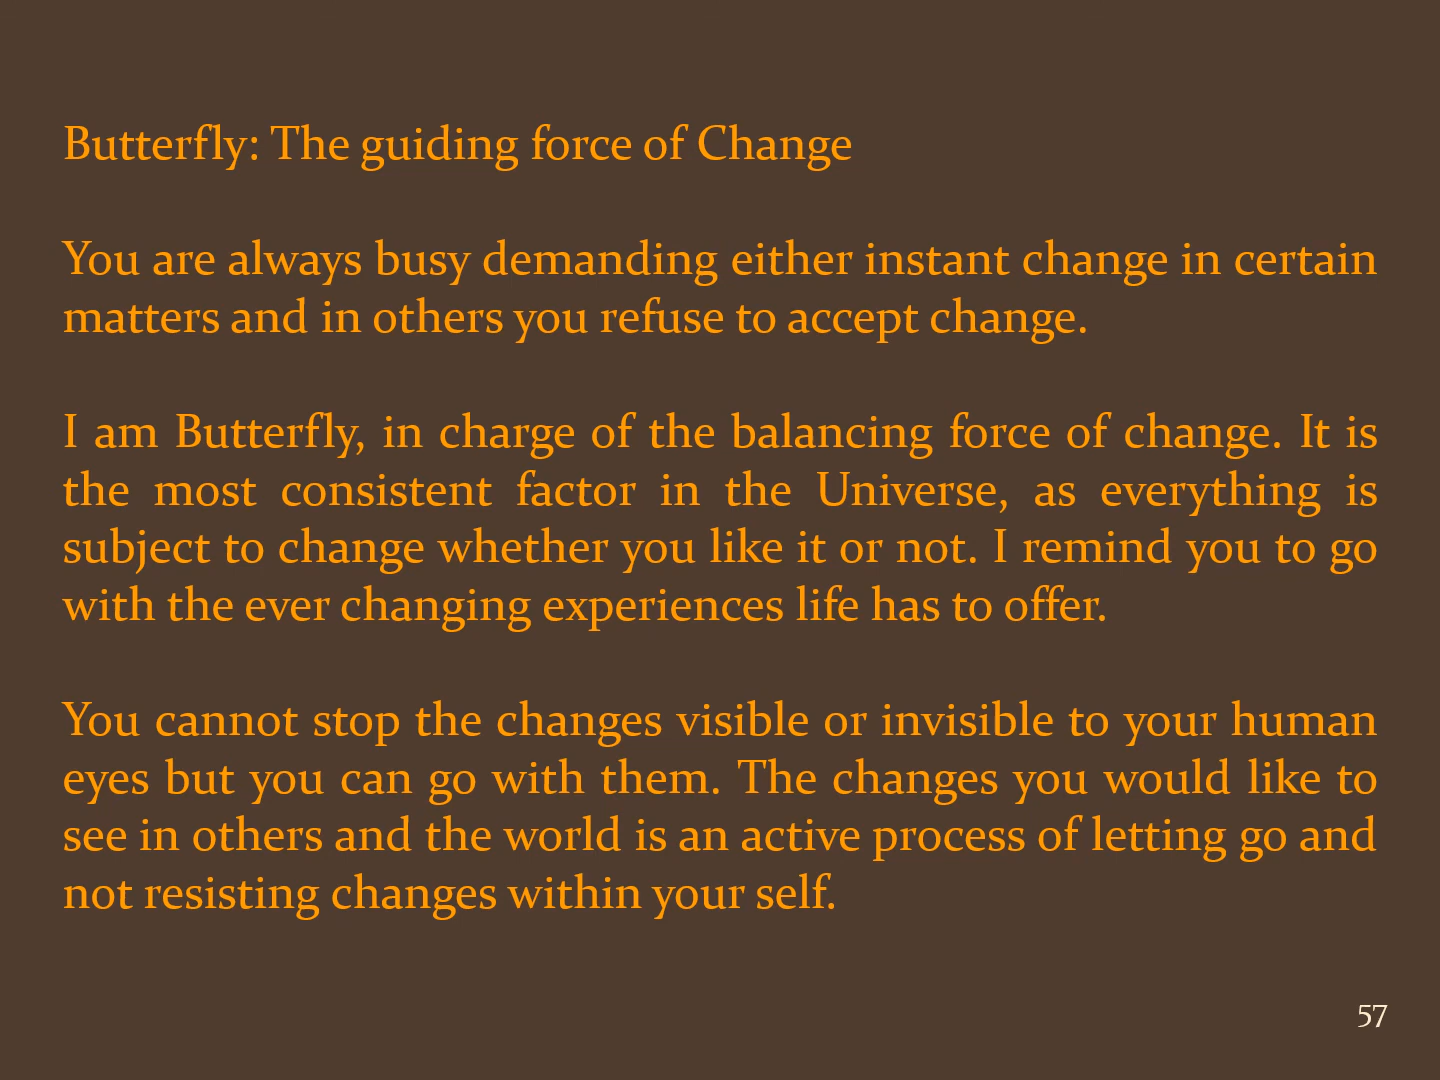 Butterfly: The guiding force of Change
You are always busy demanding either instant change in certain
matters and in others you refuse to accept change.
I am Butterfly, in charge of the balancing force of change. It is
the most consistent factor in the Universe, as everything is
subject to change whether you like it or not. I remind you to go
with the ever changing experiences life has to offer.
You cannot stop the changes visible or invisible to your human
eyes but you can go with them. The changes you would like to
see in others and the world is an active process of letting go and
not resisting changes within your self.
57